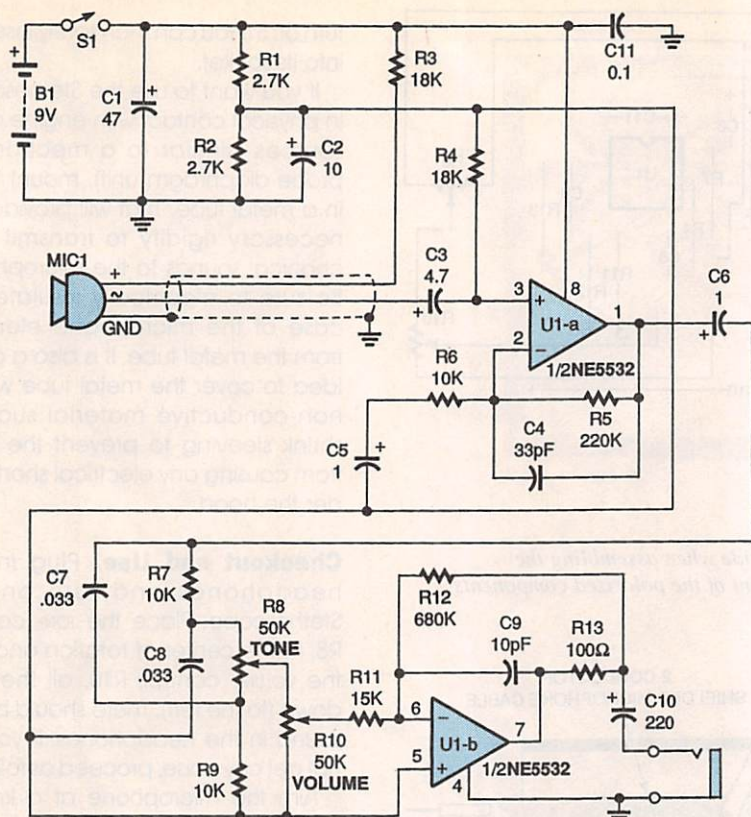 S1
+
B1
9V
C1
47
+
R1
2.7K
R2
2.7K
+
C2
10
R3
18K
R4
18K
C11
0.1
MIC1
+
~
GND
C3
4.7
+
3
+
8
U1-a
1
2
−
1/2NE5532
C6
1
+
R6
10K
R5
220K
C4
33pF
C5
1
+
C7
.033
R7
10K
C8
.033
R8
50K
TONE
R9
10K
R10
50K
VOLUME
R11
15K
R12
680K
C9
10pF
R13
100Ω
6
−
U1-b
7
5
+
4
1/2NE5532
+
C10
220